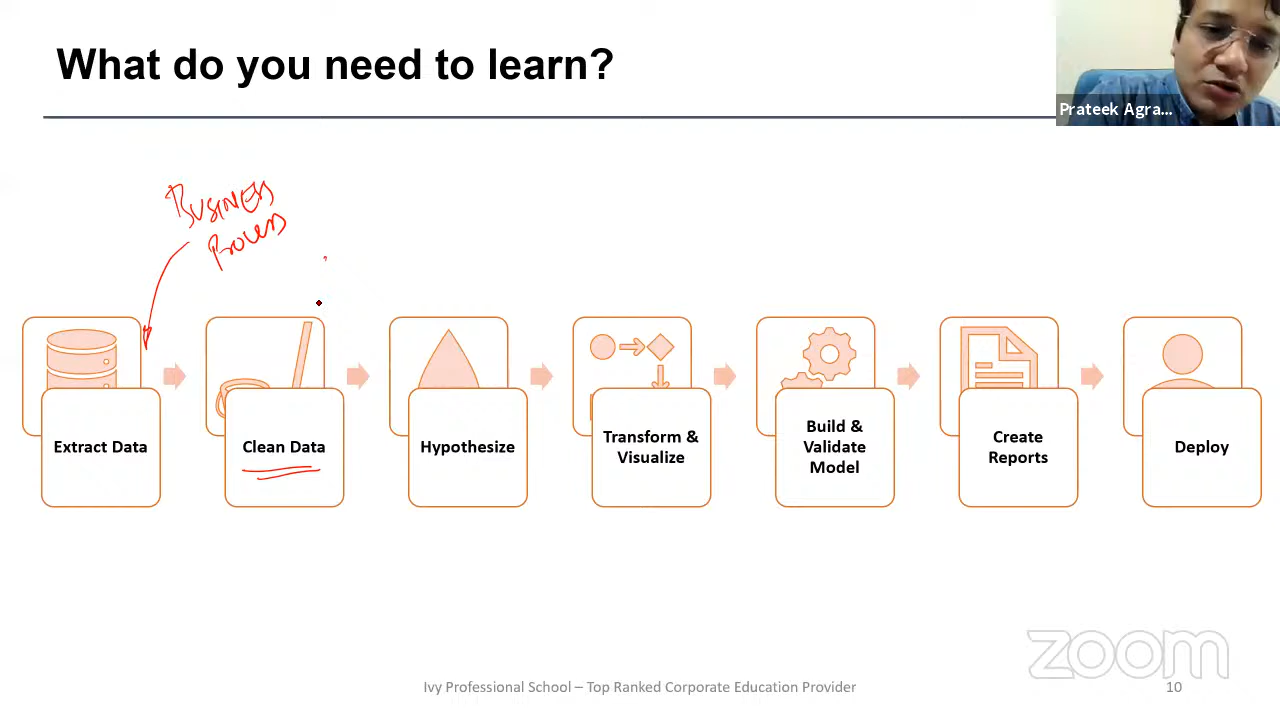 What do you need to learn?
Prateek Agra...
BUSINESS
Process
Extract Data
Clean Data
Hypothesize
Transform &
Visualize
Build &
Validate
Model
Create
Reports
Deploy
zoom
Ivy Professional School – Top Ranked Corporate Education Provider
10